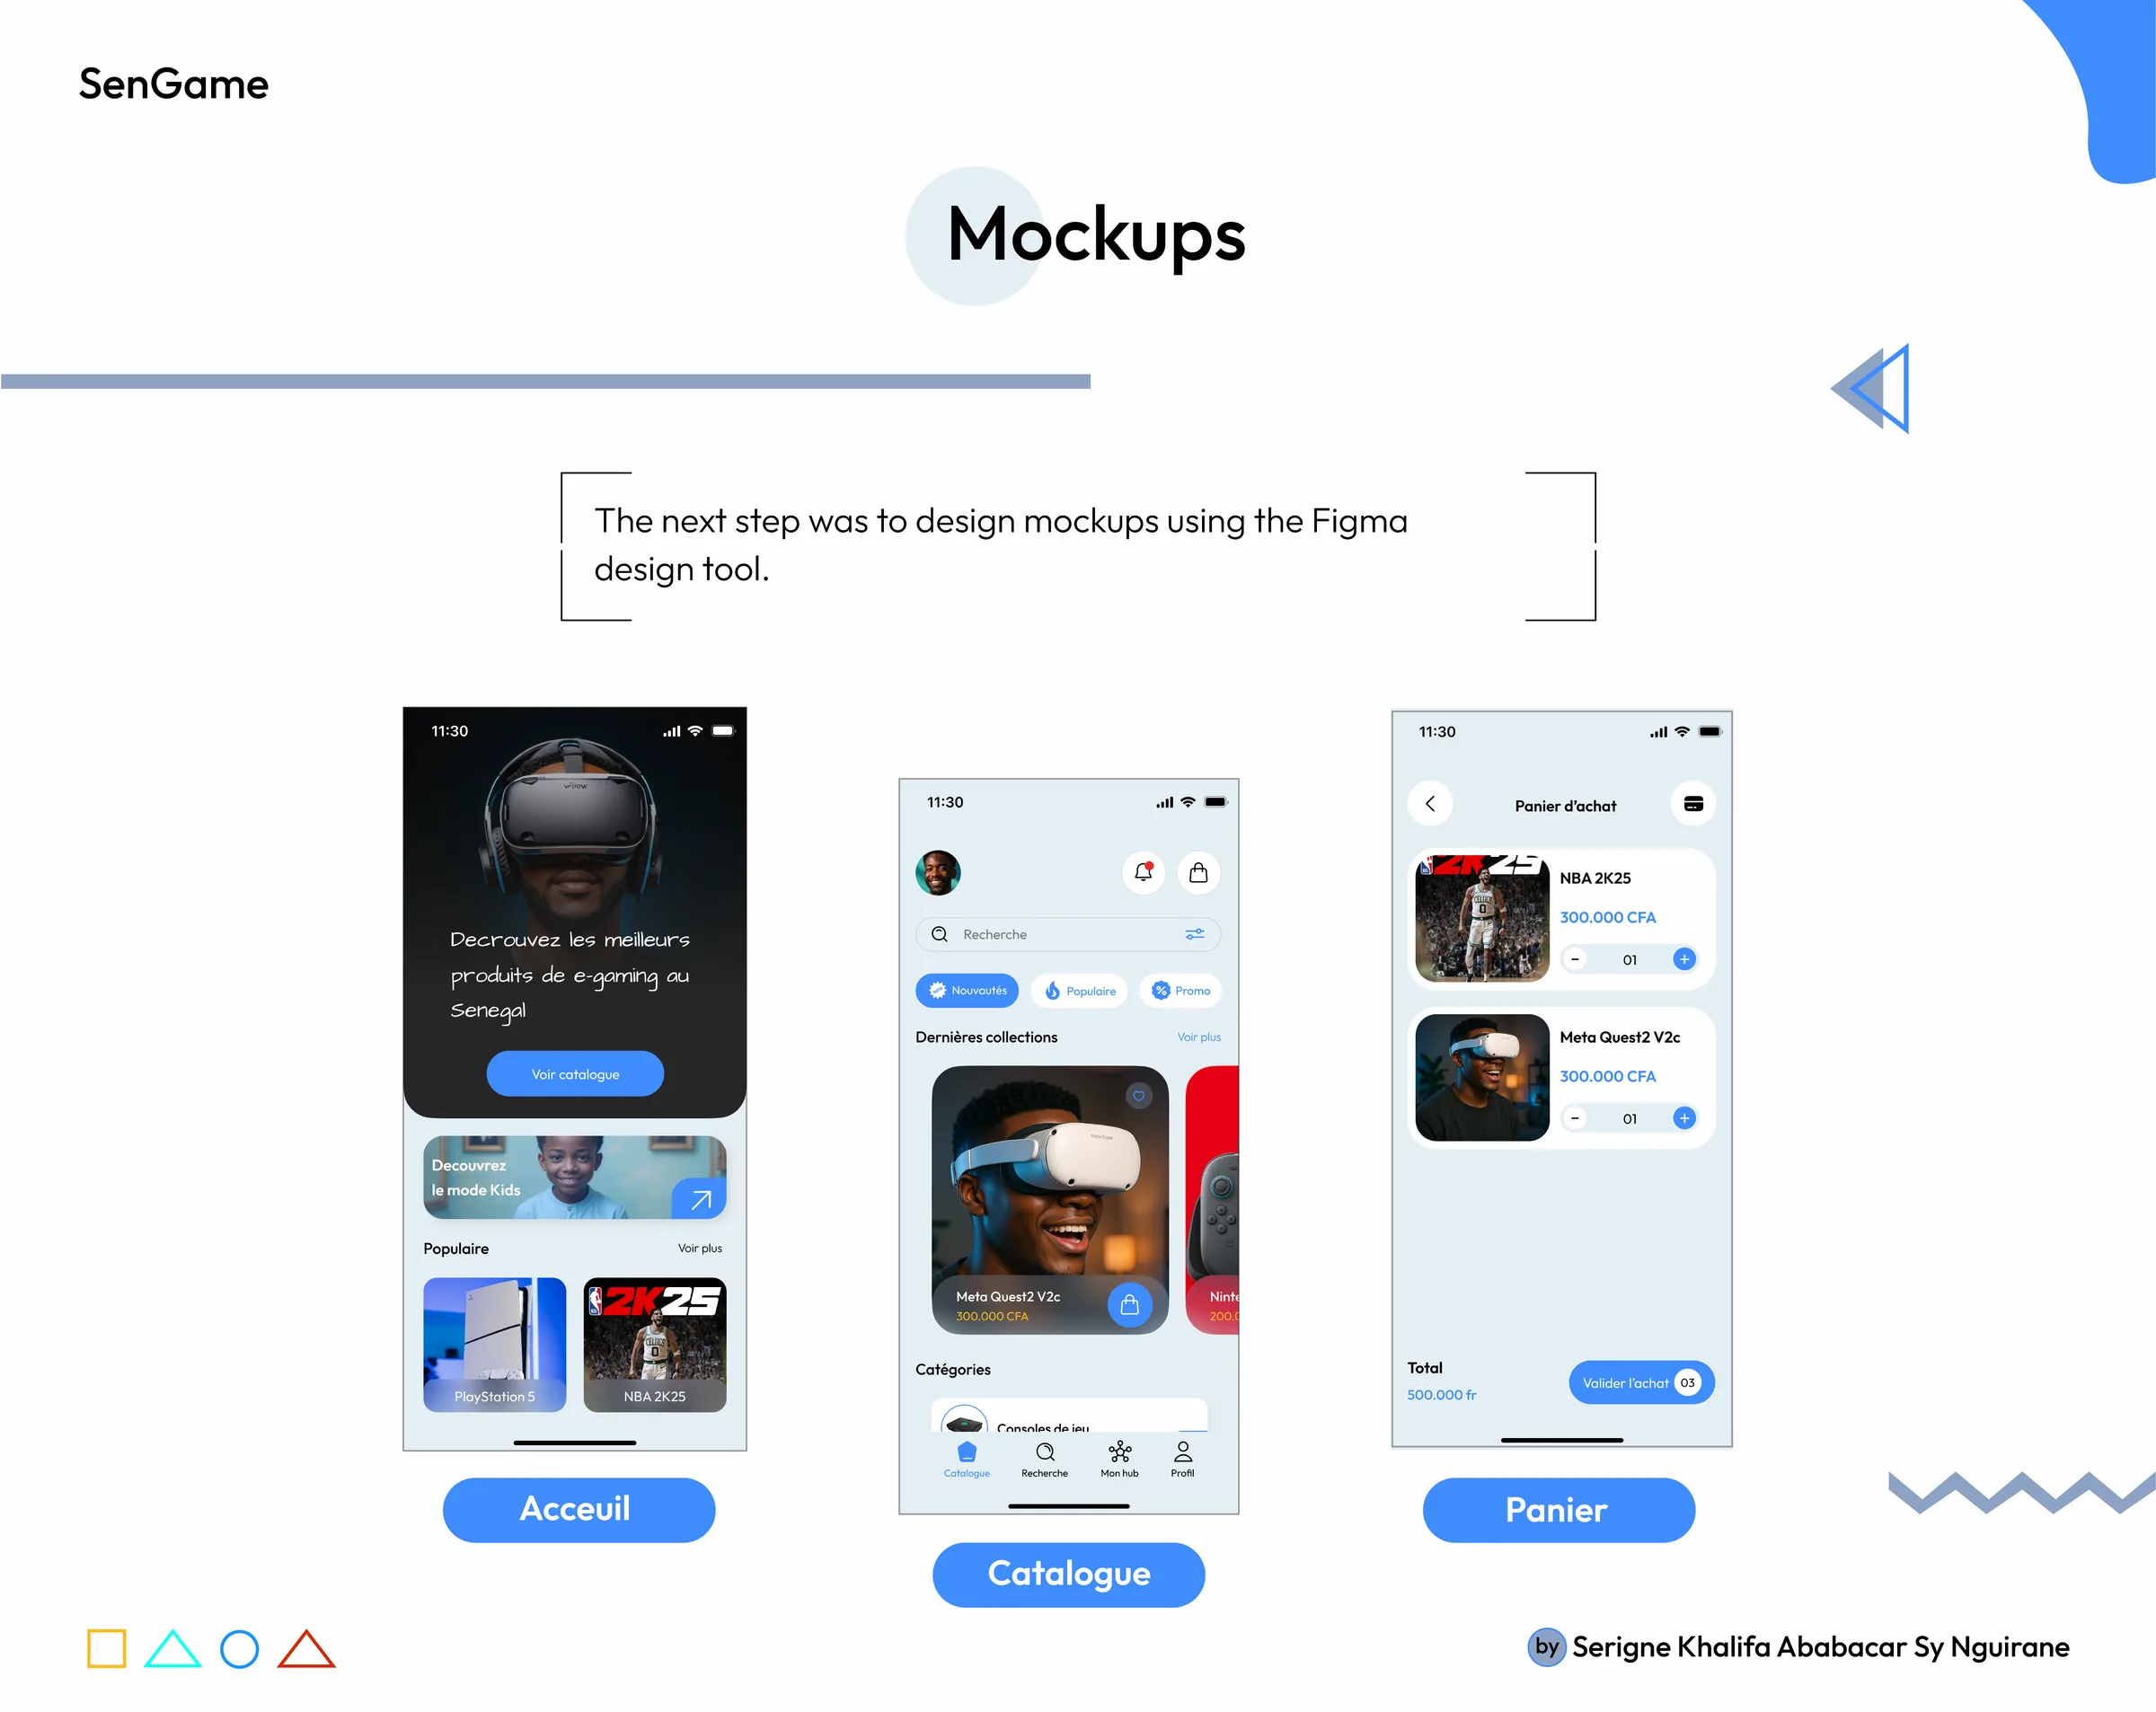 SenGame
Mockups
The next step was to design mockups using the Figma
design tool.
11:30
Decrouvez les meilleurs
produits de e-gaming au
Senegal
Voir catalogue
Decouvrez
le mode Kids
Populaire
Voir plus
2K25
PlayStation 5
NBA 2K25
Acceuil
11:30
Recherche
Nouvautés
Populaire
Promo
Dernières collections
Voir plus
Meta Quest2 V2c
300.000 CFA
Catégories
Consoles de jeu
Catalogue
Recherche
Mon hub
Profil
Catalogue
11:30
Panier d'achat
2K25
NBA 2K25
300.000 CFA
- 01 +
Meta Quest2 V2c
300.000 CFA
- 01 +
Total
500.000 fr
Valider l'achat 03
Panier
by Serigne Khalifa Ababacar Sy Nguirane